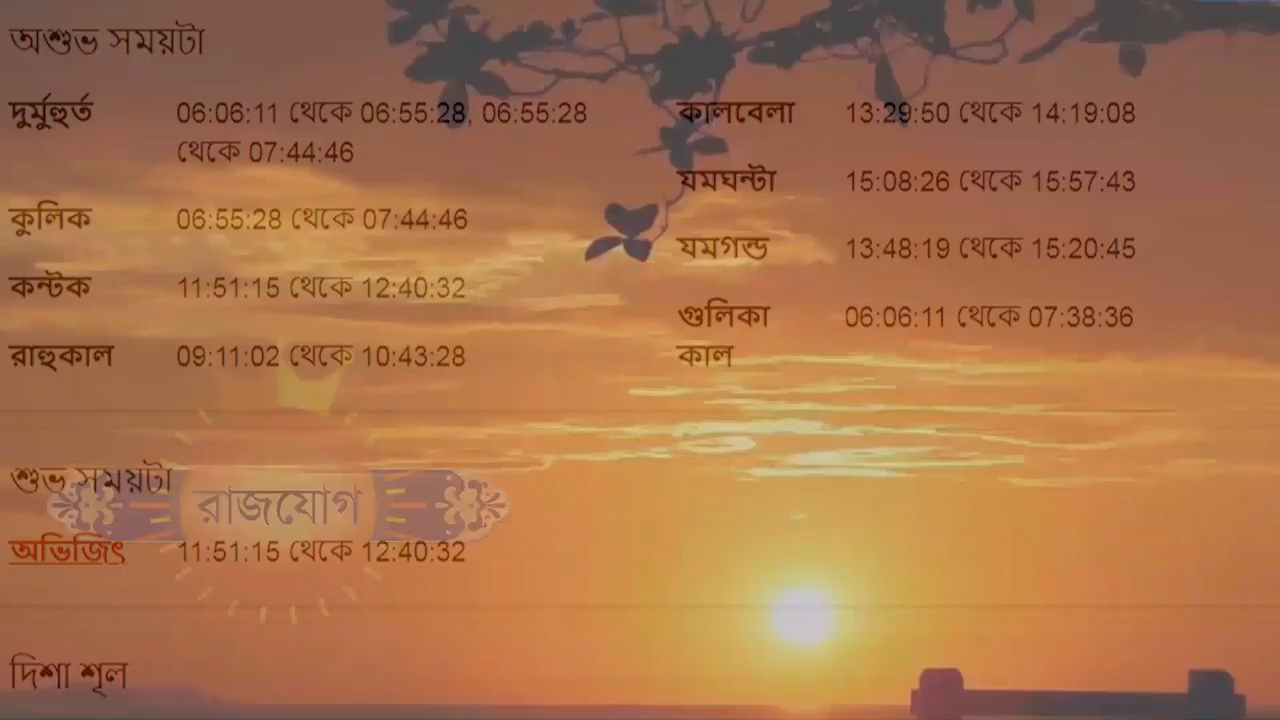 অশুভ সময়টা
দুর্মুহুর্ত 06:06:11 থেকে 06:55:28, 06:55:28
থেকে 07:44:46
কুলিক 06:55:28 থেকে 07:44:46
কন্টক 11:51:15 থেকে 12:40:32
রাহুকাল 09:11:02 থেকে 10:43:28
কালবেলা 13:29:50 থেকে 14:19:08
যমঘন্টা 15:08:26 থেকে 15:57:43
যমগন্ড 13:48:19 থেকে 15:20:45
গুলিকা 06:06:11 থেকে 07:38:36
কাল
শুভ সময়টা
রাজযোগ
অভিজিৎ 11:51:15 থেকে 12:40:32
দিশা শূল